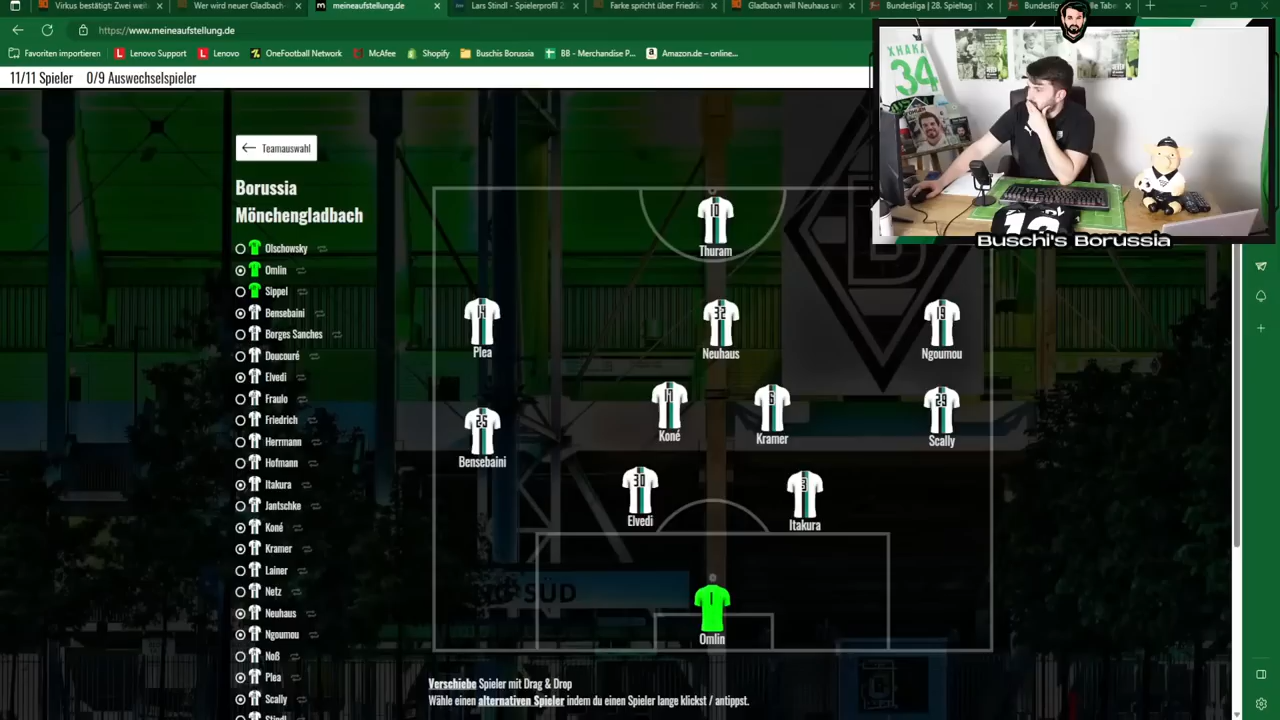 Virkus bestätigt: Zwei weit
Wer wird neuer Gladbach-
meineaufstellung.de
Lars Stindl - Spielerprofil 2
Farke spricht über Friedric
Gladbach will Neuhaus un
Bundesliga | 28. Spieltag
https://www.meineaufstellung.de
Favoriten importieren
Lenovo Support
Lenovo
OneFootball Network
McAfee
Shopify
Buschis Borussia
BB - Merchandise P...
Amazon.de – online...
11/11 Spieler
0/9 Auswechselspieler
XHAKA
34
Buschi's Borussia
Teamauswahl
Borussia
Mönchengladbach
Olschowsky
Omlin
Sippel
Bensebaini
Borges Sanches
Doucouré
Elvedi
Fraulo
Friedrich
Herrmann
Hofmann
Itakura
Jantschke
Koné
Kramer
Lainer
Netz
Neuhaus
Ngoumou
Noß
Plea
Scally
Stindl
10
Thuram
14
Plea
32
Neuhaus
19
Ngoumou
25
Bensebaini
17
Koné
6
Kramer
29
Scally
30
Elvedi
3
Itakura
SÜD
1
Omlin
Verschiebe Spieler mit Drag & Drop
Wähle einen alternativen Spieler indem du einen Spieler lange klickst / antippst.